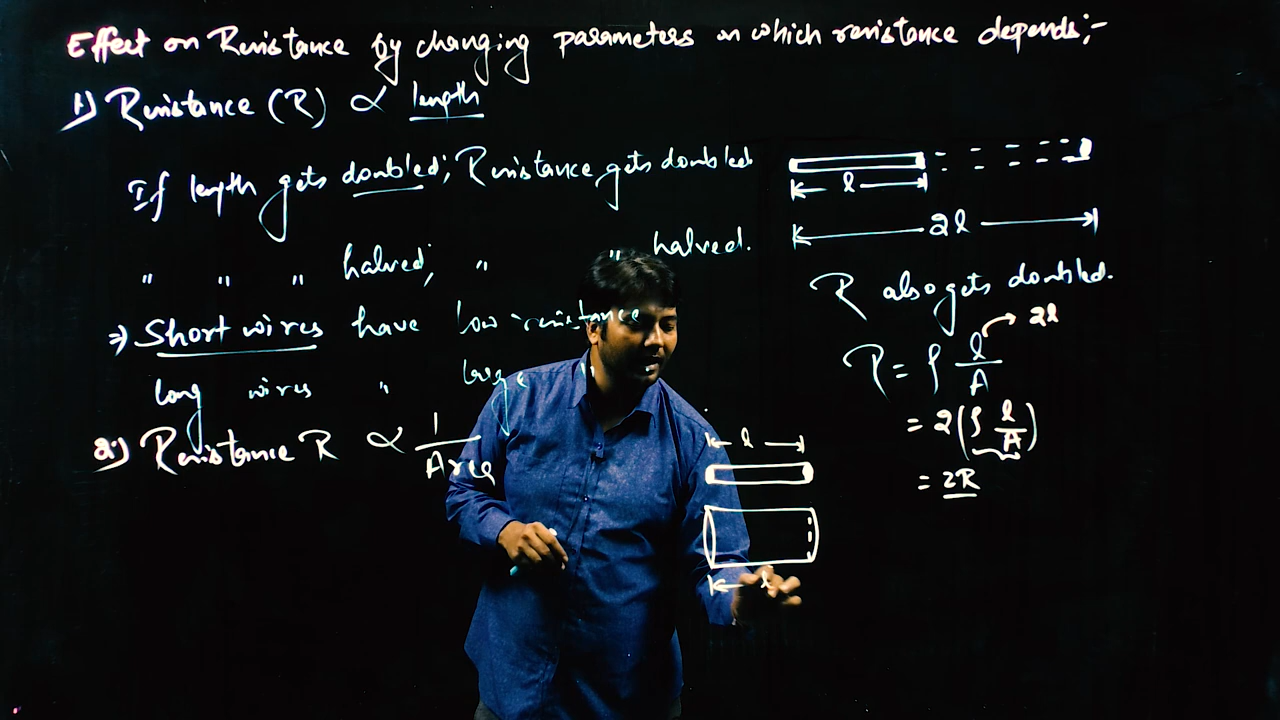 Effect on Resistance by changing parameters on which resistance depends;-
1.) Resistance (R) ∝ length
If length gets doubled; Resistance gets doubled
" " " halved; " " halved.
⇒ Short wires have low resistance
long wires " large "
2.) Resistance R ∝ 1/Area
l
2l
R also gets doubled.
R = ρ l/A → 2l
= 2(ρ l/A)
= 2R
l
l